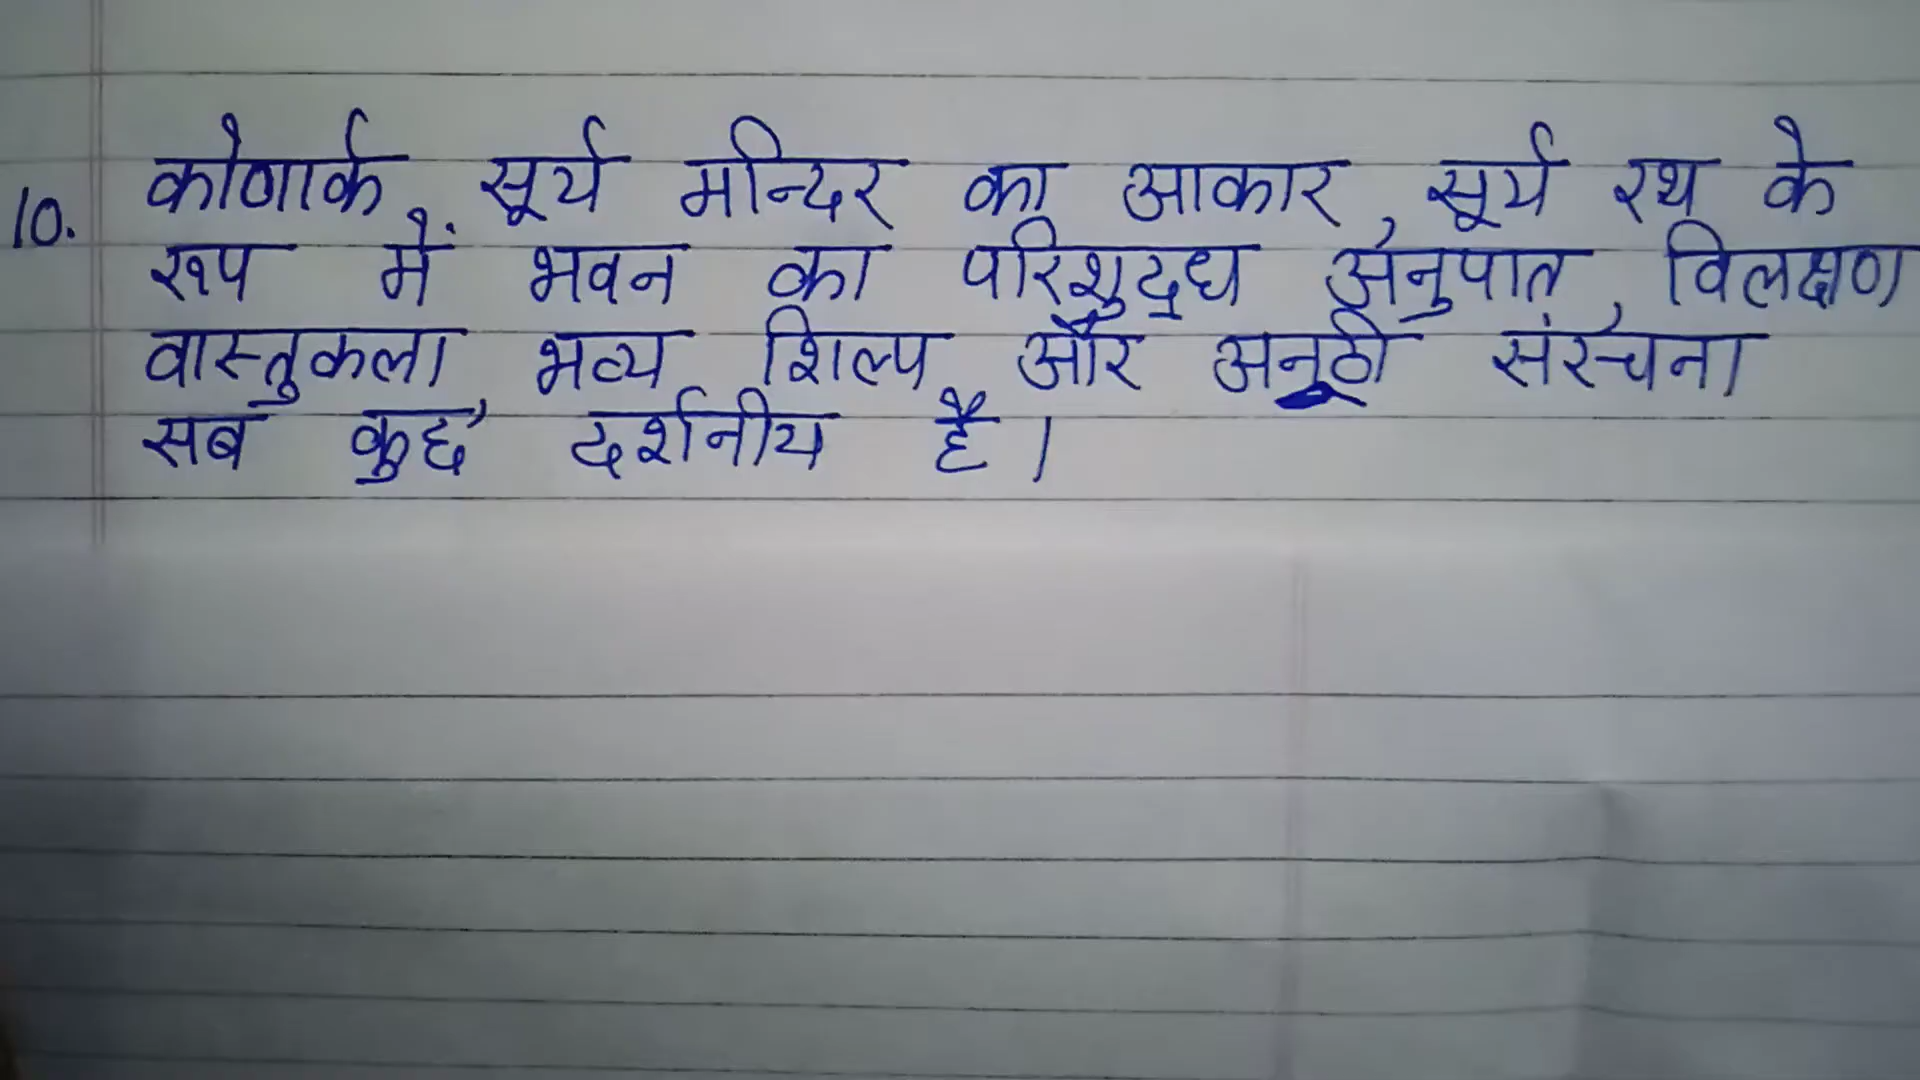 10. कोणार्क सूर्य मन्दिर का आकार, सूर्य रथ के
रूप में भवन का परिशुद्ध अनुपात, विलक्षण
वास्तुकला भव्य शिल्प और अनूठी संरचना
सब कुछ दर्शनीय है।